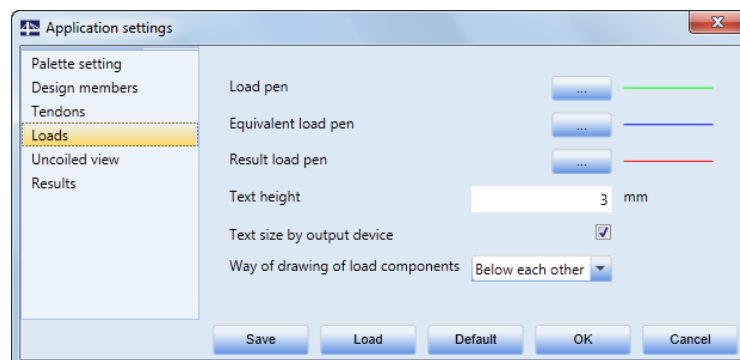 Application settings
Palette setting
Design members
Tendons
Loads
Uncoiled view
Results
Load pen ...
Equivalent load pen ...
Result load pen ...
Text height 3 mm
Text size by output device
Way of drawing of load components Below each other
Save Load Default OK Cancel